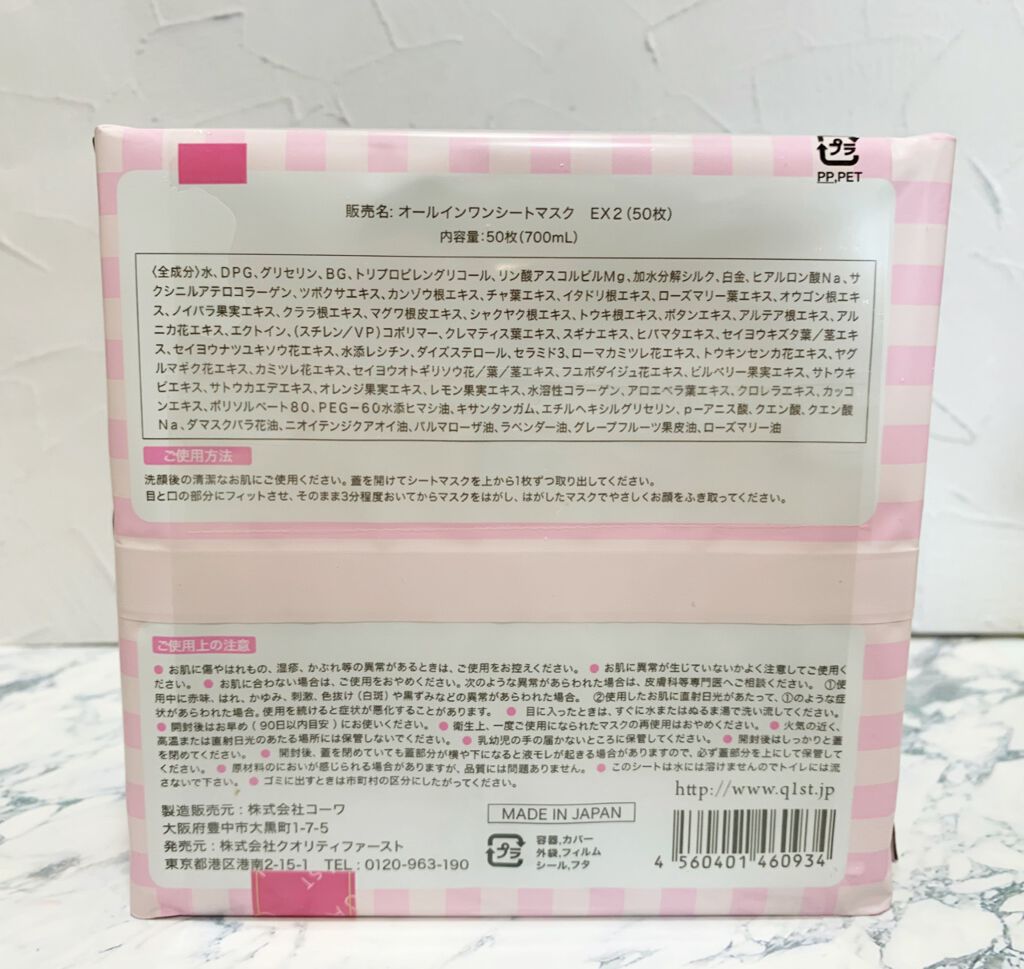 プラ
PP,PET
販売名: オールインワンシートマスク EX2(50枚)
内容量:50枚(700mL)
〈全成分〉水、DPG、グリセリン、BG、トリプロピレングリコール、リン酸アスコルビルMg、加水分解シルク、白金、ヒアルロン酸Na、サ
クシニルアテロコラーゲン、ツボクサエキス、カンゾウ根エキス、チャ葉エキス、イタドリ根エキス、ローズマリー葉エキス、オウゴン根エキ
ス、ノイバラ果実エキス、クララ根エキス、マグワ根皮エキス、シャクヤク根エキス、トウキ根エキス、ボタンエキス、アルテア根エキス、アル
ニカ花エキス、エクトイン、(スチレン/VP)コポリマー、クレマティス葉エキス、スギナエキス、ヒバマタエキス、セイヨウキズタ葉/茎エキ
ス、セイヨウナツユキソウ花エキス、水添レシチン、ダイズステロール、セラミド3、ローマカミツレ花エキス、トウキンセンカ花エキス、ヤグ
ルマギク花エキス、カミツレ花エキス、セイヨウオトギリソウ花/葉/茎エキス、フユボダイジュ花エキス、ビルベリー果実エキス、サトウキ
ビエキス、サトウカエデエキス、オレンジ果実エキス、レモン果実エキス、水溶性コラーゲン、アロエベラ葉エキス、クロレラエキス、カッコ
ンエキス、ポリソルベート80、PEG-60水添ヒマシ油、キサンタンガム、エチルヘキシルグリセリン、p-アニス酸、クエン酸、クエン酸
Na、ダマスクバラ花油、ニオイテンジクアオイ油、パルマローザ油、ラベンダー油、グレープフルーツ果皮油、ローズマリー油
ご使用方法
洗顔後の清潔なお肌にご使用ください。蓋を開けてシートマスクを上から1枚ずつ取り出してください。
目と口の部分にフィットさせ、そのまま3分程度おいてからマスクをはがし、はがしたマスクでやさしくお顔をふき取ってください。
ご使用上の注意
● お肌に傷やはれもの、湿疹、かぶれ等の異常があるときは、ご使用をお控えください。 ● お肌に異常が生じていないかよく注意してご使用く
ださい。 ● お肌に合わない場合は、ご使用をおやめください。次のような異常があらわれた場合は、皮膚科等専門医へご相談ください。 ①使
用中に赤味、はれ、かゆみ、刺激、色抜け(白斑)や黒ずみなどの異常があらわれた場合。 ②使用したお肌に直射日光があたって、①のような症
状があらわれた場合。使用を続けると症状が悪化することがあります。 ● 目に入ったときは、すぐに水またはぬるま湯で洗い流してください。
● 開封後はお早め(90日以内目安)にお使いください。 ● 衛生上、一度ご使用になられたマスクの再使用はおやめください。 ● 火気の近く、
高温または直射日光のあたる場所には保管しないでください。 ● 乳幼児の手の届かないところに保管してください。 ● 開封後はしっかりと蓋
を閉めてください。 ● 開封後、蓋を閉めていても蓋部分が横や下になると液モレが起きる場合がありますので、必ず蓋部分を上にして保管して
ください。 ● 原材料のにおいが感じられる場合がありますが、品質には問題ありません。 ● このシートは水には溶けませんのでトイレには流
さないで下さい。 ● ゴミに出すときは市町村の区分にしたがってください。
http://www.q1st.jp
製造販売元:株式会社コーワ
大阪府豊中市大黒町1-7-5
発売元:株式会社クオリティファースト
東京都港区港南2-15-1 TEL:0120-963-190
MADE IN JAPAN
プラ
容器,カバー
外袋,フィルム
シール,フタ
4 560401 460934